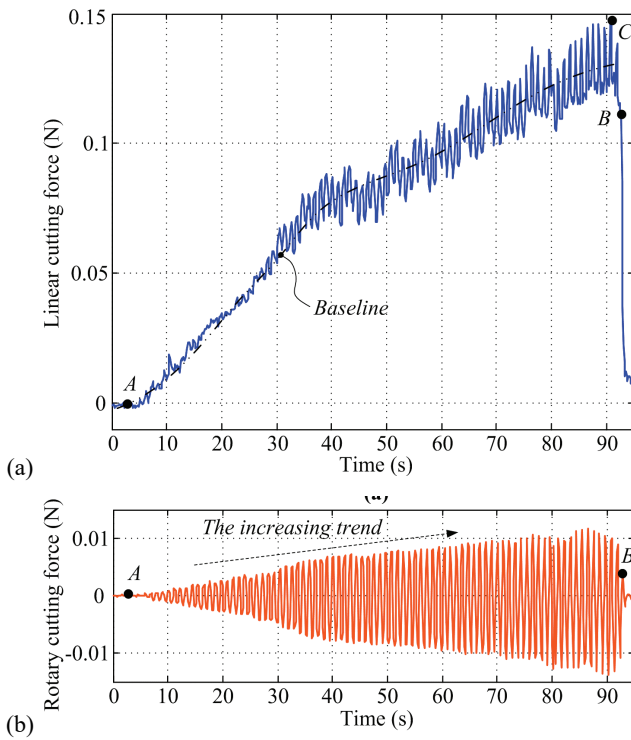 0.15
C
0.1
B
Linear cutting force (N)
0.05
Baseline
A
0
0 10 20 30 40 50 60 70 80 90
Time (s)
(a)
Rotary cutting force (N)
The increasing trend
0.01
A
B
0
-0.01
0 10 20 30 40 50 60 70 80 90
Time (s)
(b)